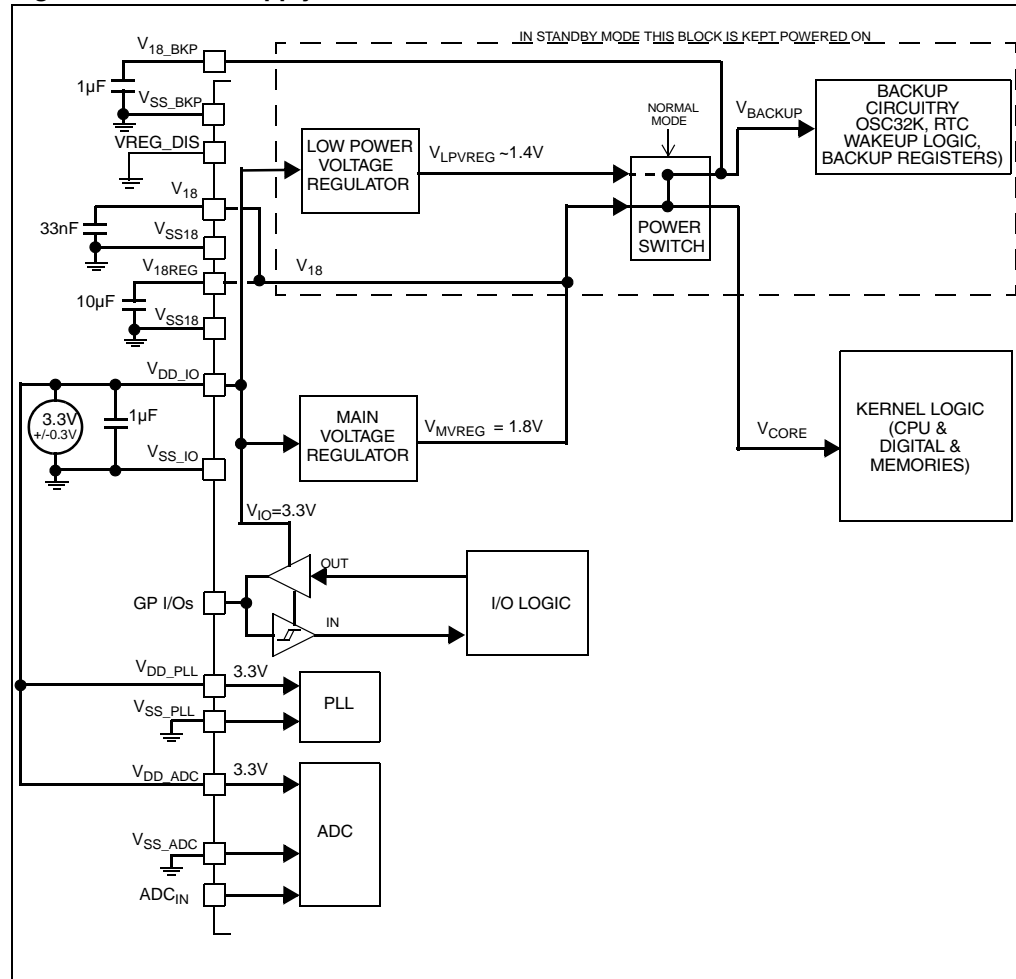 IN STANDBY MODE THIS BLOCK IS KEPT POWERED ON
V18_BKP
1µF
VSS_BKP
VREG_DIS
V18
33nF
VSS18
V18REG
10µF
VSS18
VDD_IO
3.3V
+/-0.3V
1µF
VSS_IO
LOW POWER
VOLTAGE
REGULATOR
VLPVREG ~1.4V
NORMAL
MODE
POWER
SWITCH
VBACKUP
BACKUP
CIRCUITRY
OSC32K, RTC
WAKEUP LOGIC,
BACKUP REGISTERS)
V18
MAIN
VOLTAGE
REGULATOR
VMVREG = 1.8V
VCORE
KERNEL LOGIC
(CPU &
DIGITAL &
MEMORIES)
VIO=3.3V
OUT
GP I/Os
IN
I/O LOGIC
VDD_PLL
3.3V
VSS_PLL
PLL
VDD_ADC
3.3V
VSS_ADC
ADCIN
ADC